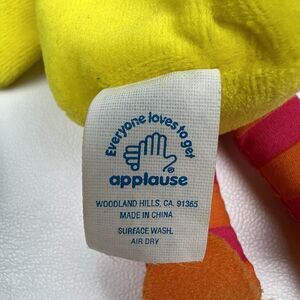 Everyone loves to get
applause
WOODLAND HILLS, CA. 91365
MADE IN CHINA
SURFACE WASH
AIR DRY